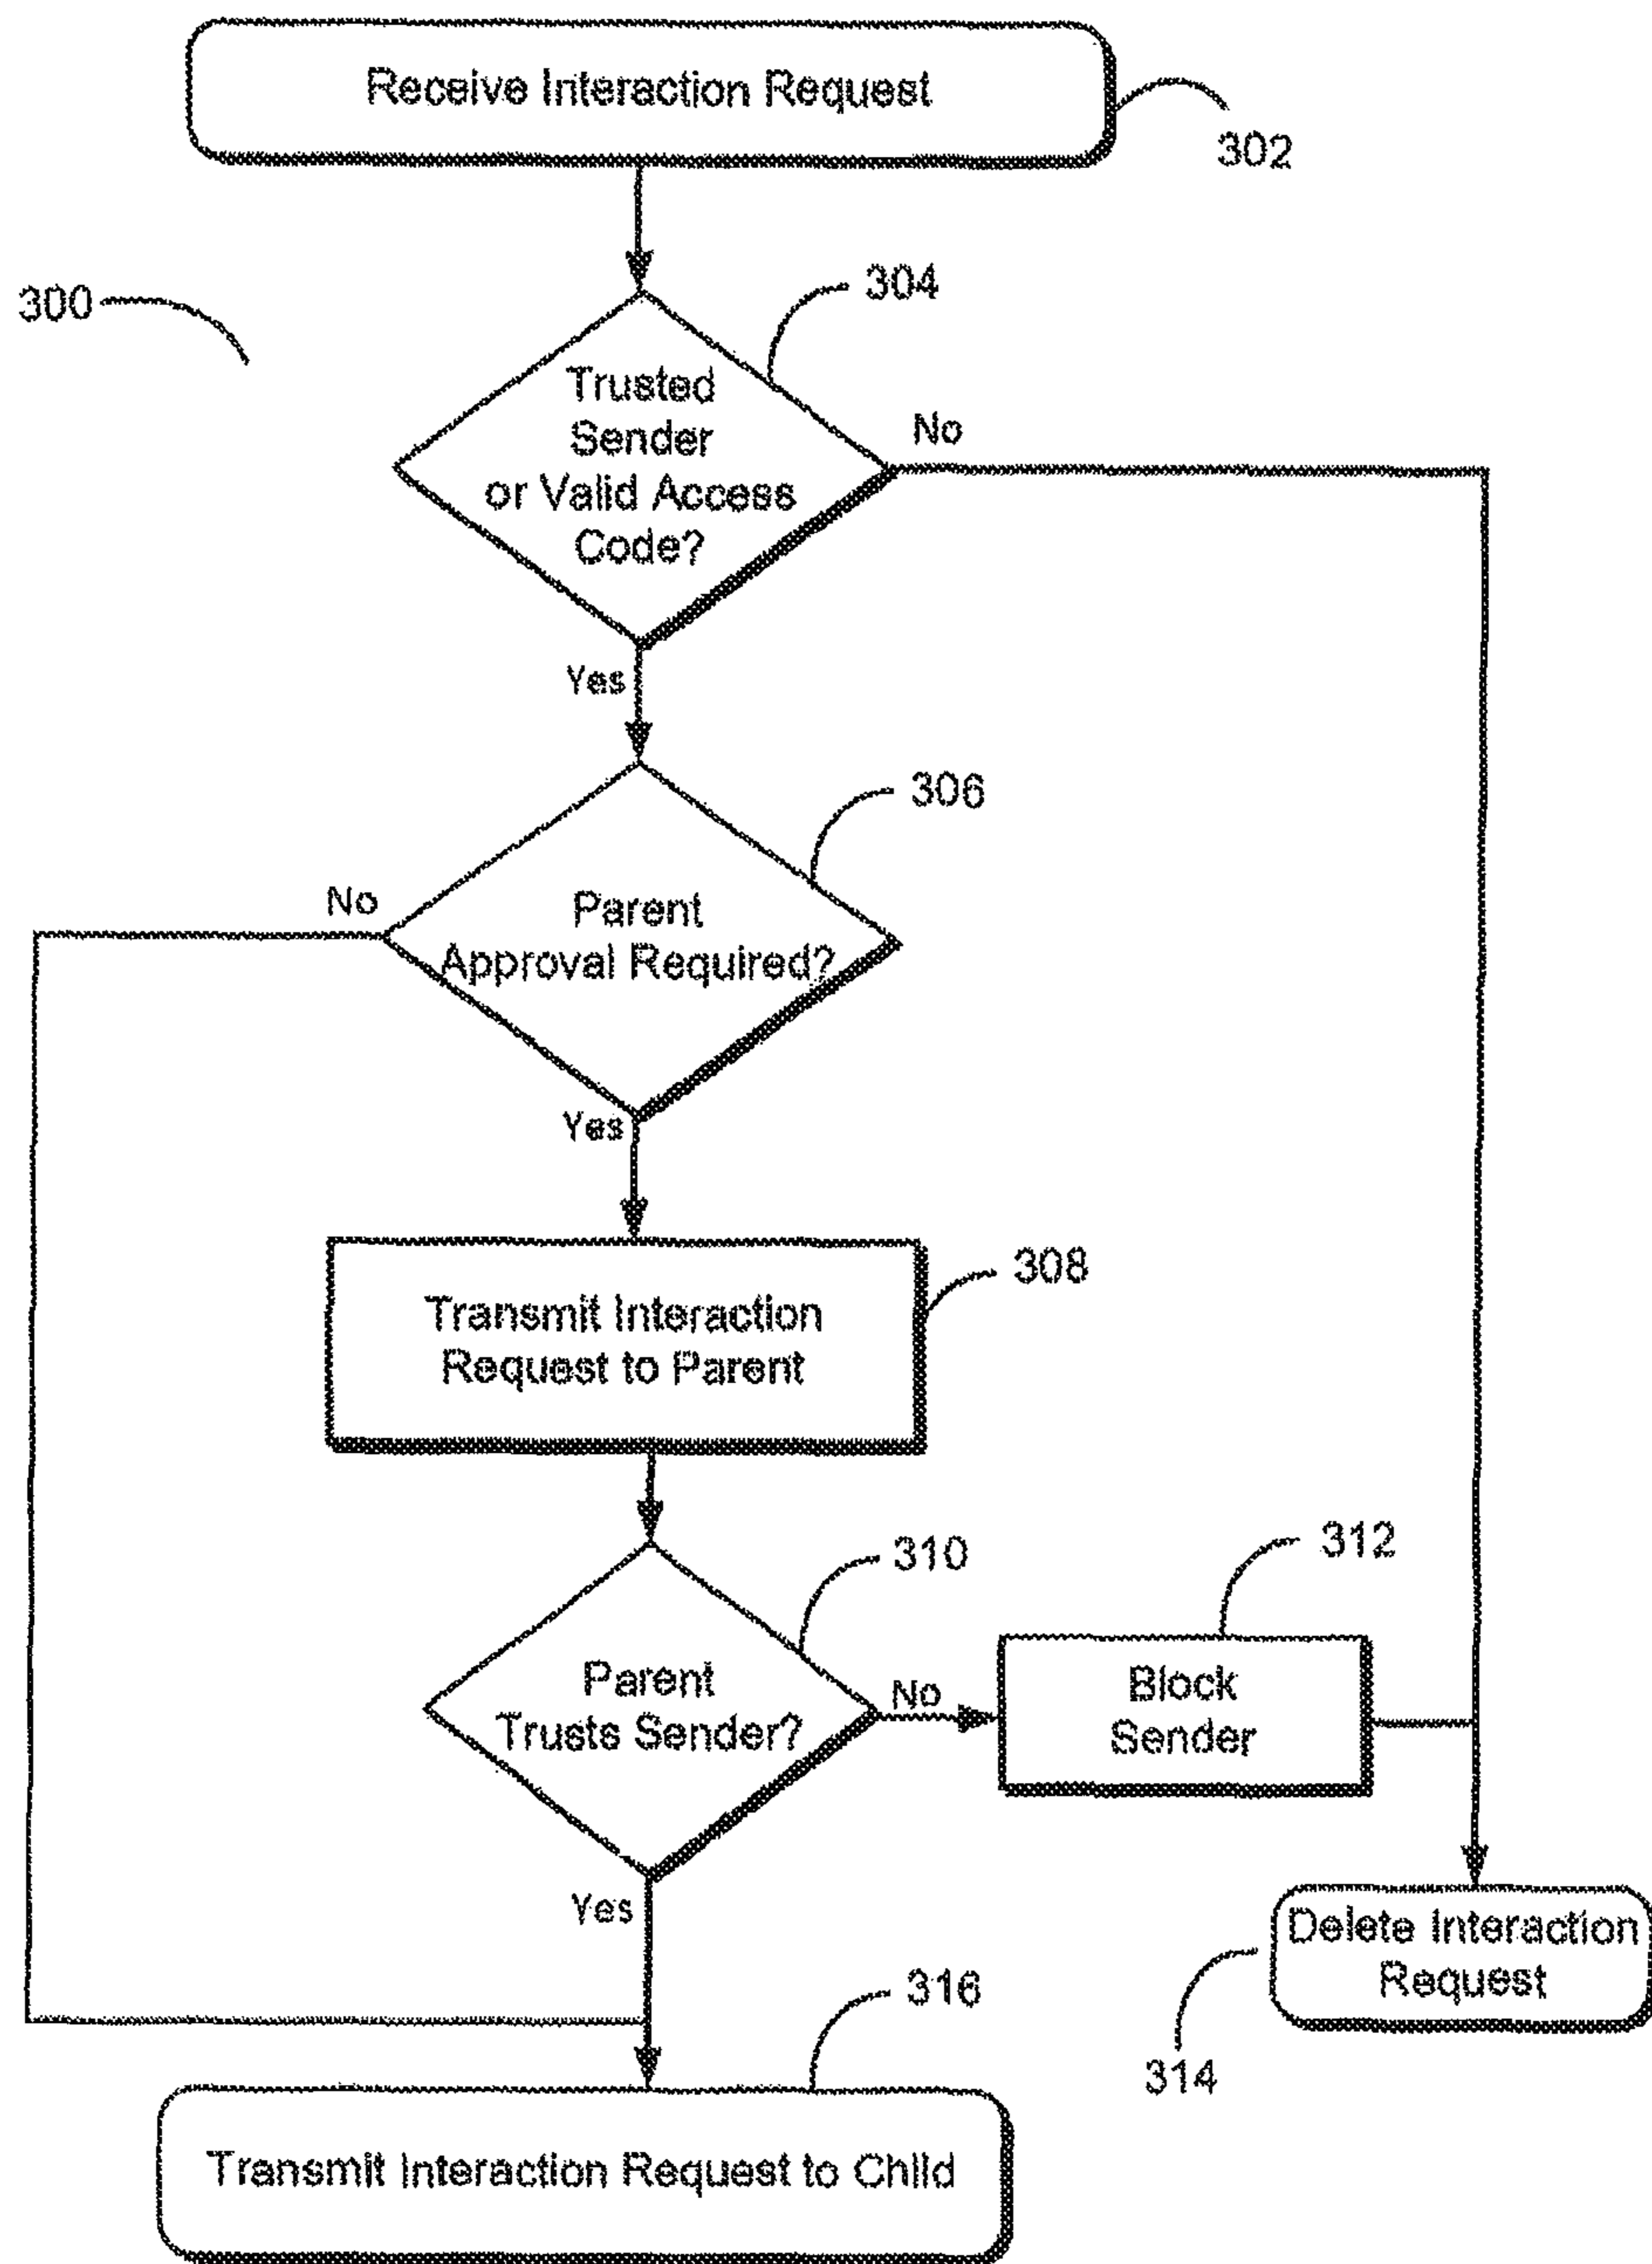 Receive Interaction Request
302
300
304
Trusted
Sender
or Valid Access
Code?
No
Yes
306
No
Parent
Approval Required?
Yes
308
Transmit Interaction
Request to Parent
310
312
Parent
Trusts Sender?
No
Block
Sender
Yes
Delete Interaction
Request
314
316
Transmit Interaction Request to Child